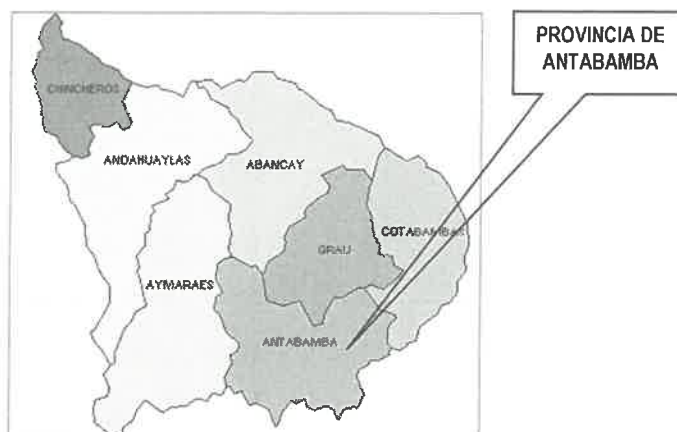 PROVINCIA DE
ANTABAMBA
CHINCHEROS
ANDAHUAYLAS
ABANCAY
COTABAMBAS
GRAU
AYMARAES
ANTABAMBA